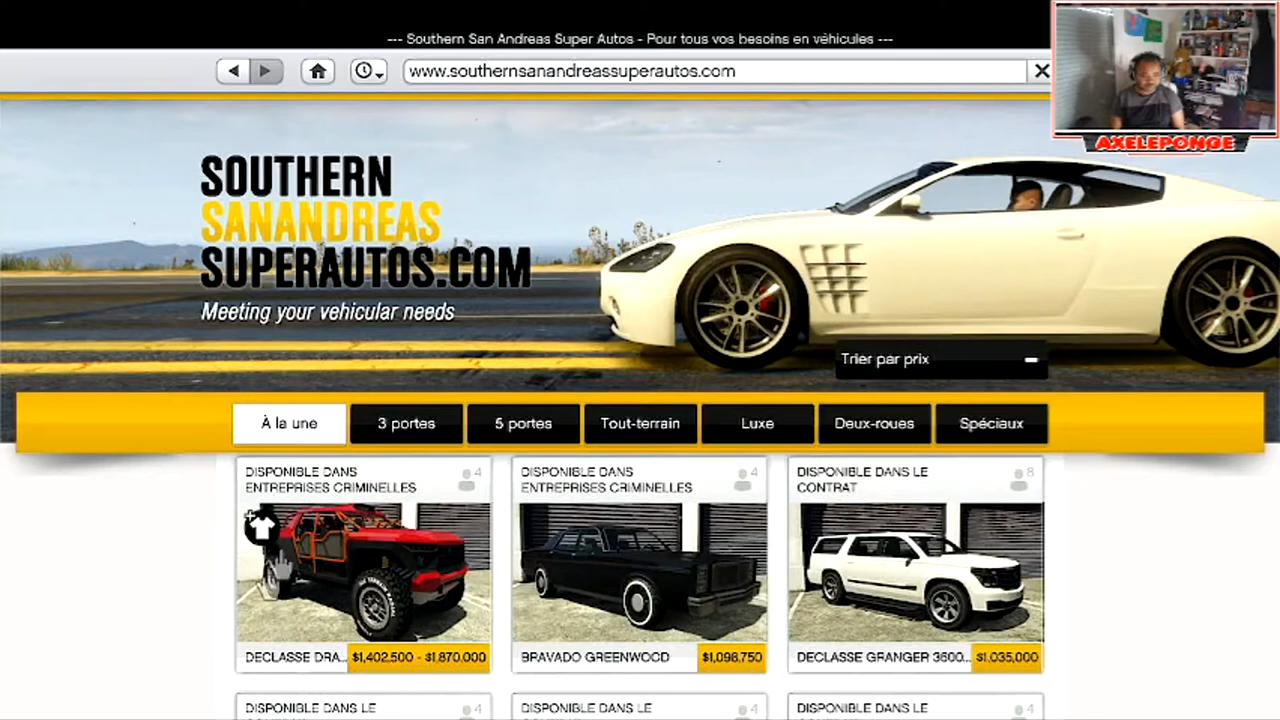 --- Southern San Andreas Super Autos - Pour tous vos besoins en véhicules ---
www.southernsanandreassuperautos.com
AXELEPONGE
SOUTHERN
SANANDREAS
SUPERAUTOS.COM
Meeting your vehicular needs
Trier par prix
À la une
3 portes
5 portes
Tout-terrain
Luxe
Deux-roues
Spéciaux
DISPONIBLE DANS
ENTREPRISES CRIMINELLES
4
DISPONIBLE DANS
ENTREPRISES CRIMINELLES
4
DISPONIBLE DANS LE
CONTRAT
8
DECLASSE DRA... $1,402,500 - $1,870,000
BRAVADO GREENWOOD $1,098,750
DECLASSE GRANGER 3600... $1,035,000
DISPONIBLE DANS LE
4
DISPONIBLE DANS LE
4
DISPONIBLE DANS LE
4